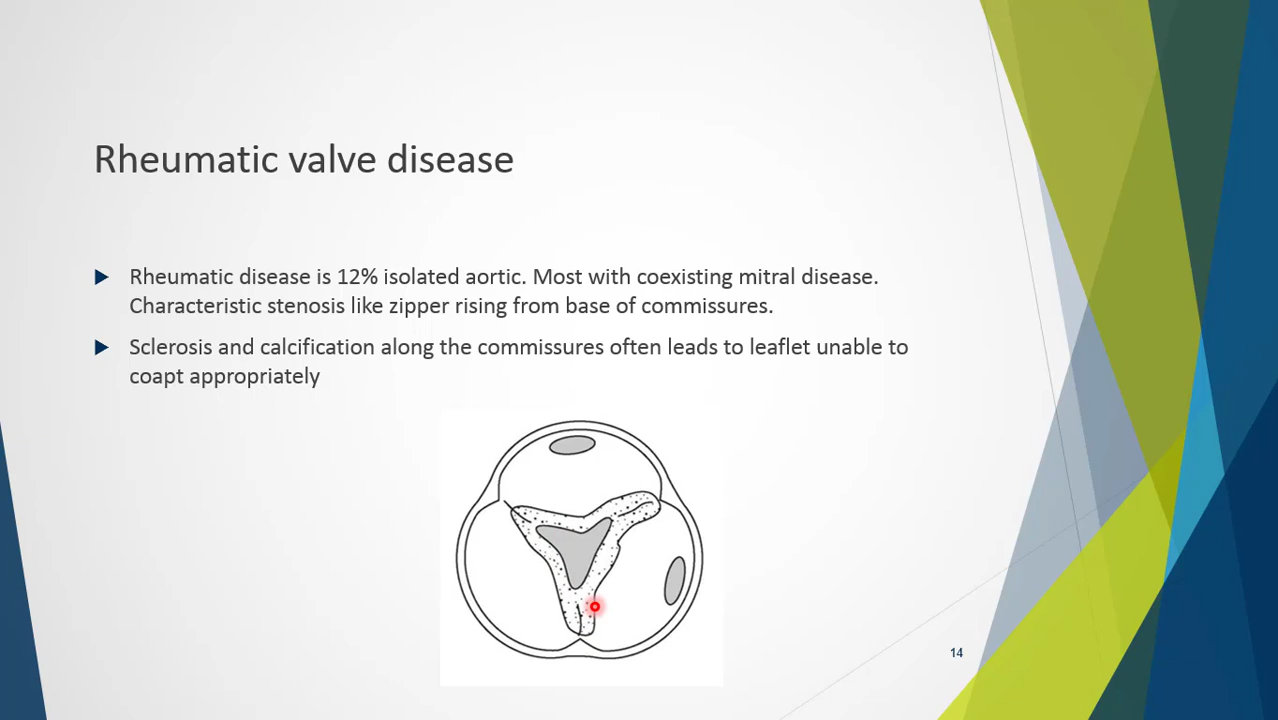 Rheumatic valve disease
Rheumatic disease is 12% isolated aortic. Most with coexisting mitral disease.
Characteristic stenosis like zipper rising from base of commissures.
Sclerosis and calcification along the commissures often leads to leaflet unable to
coapt appropriately
14